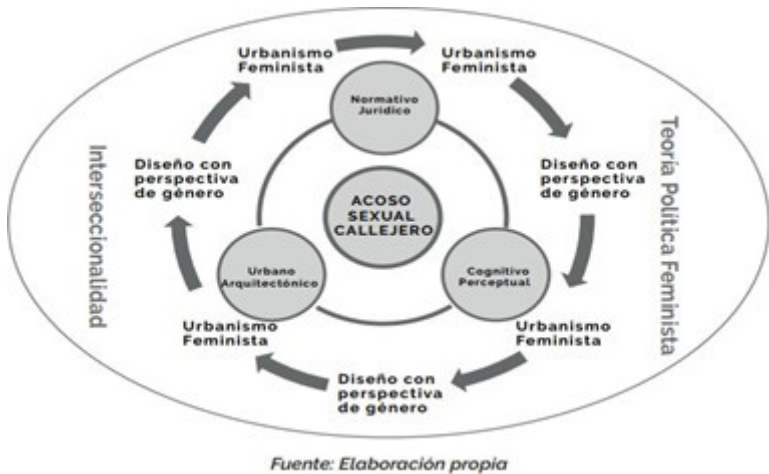 Urbanismo
Feminista
Urbanismo
Feminista
Normativo
Jurídico
Interseccionalidad
Teoría Política Feminista
Diseño con
perspectiva
de género
Diseño con
perspectiva
de género
ACOSO
SEXUAL
CALLEJERO
Urbano
Arquitectónico
Cognitivo
Perceptual
Urbanismo
Feminista
Urbanismo
Feminista
Diseño con
perspectiva
de género
Fuente: Elaboración propia